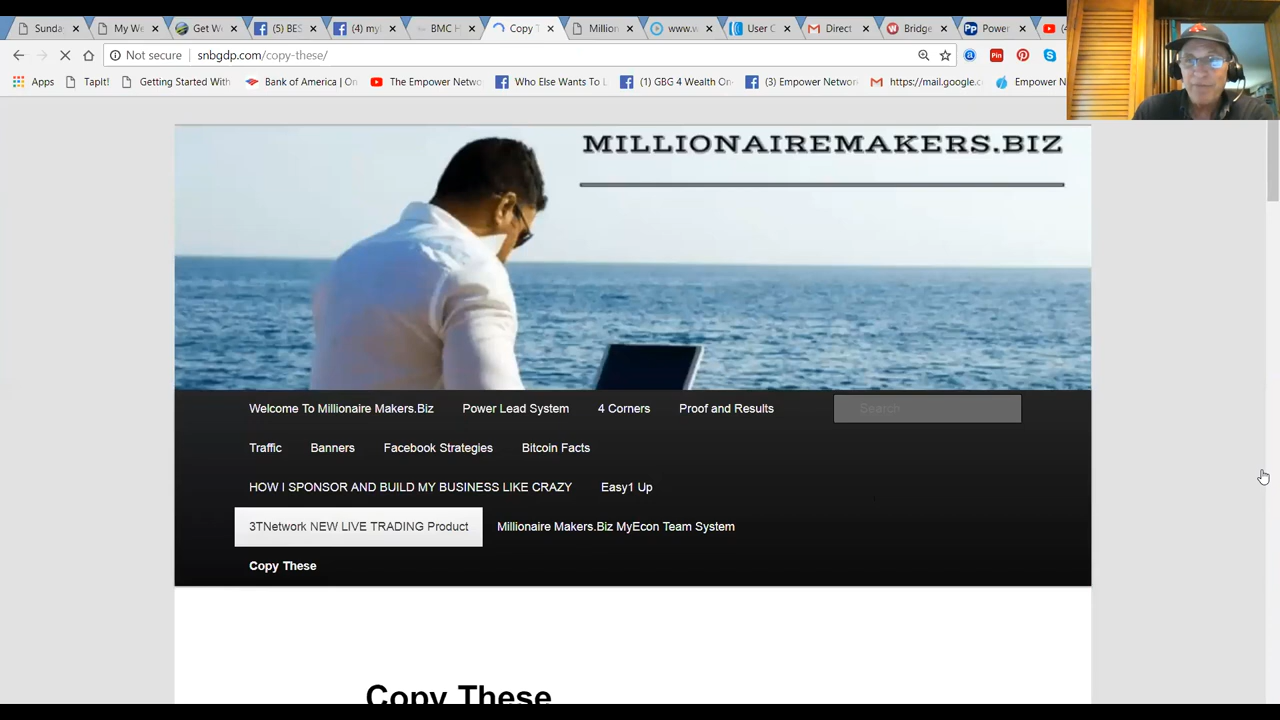 Sunda
My We
Get W
(5) BES
(4) my
BMC H
Copy T
Million
www.
User C
Direct
Bridge
Power
Not secure snbgdp.com/copy-these/
Apps
TapIt!
Getting Started With
Bank of America | On
The Empower Netwo
Who Else Wants To L
(1) GBG 4 Wealth On
(3) Empower Network
https://mail.google.c
Empower N
MILLIONAIREMAKERS.BIZ
Welcome To Millionaire Makers.Biz
Power Lead System
4 Corners
Proof and Results
Search
Traffic
Banners
Facebook Strategies
Bitcoin Facts
HOW I SPONSOR AND BUILD MY BUSINESS LIKE CRAZY
Easy1 Up
3TNetwork NEW LIVE TRADING Product
Millionaire Makers.Biz MyEcon Team System
Copy These
Copy These